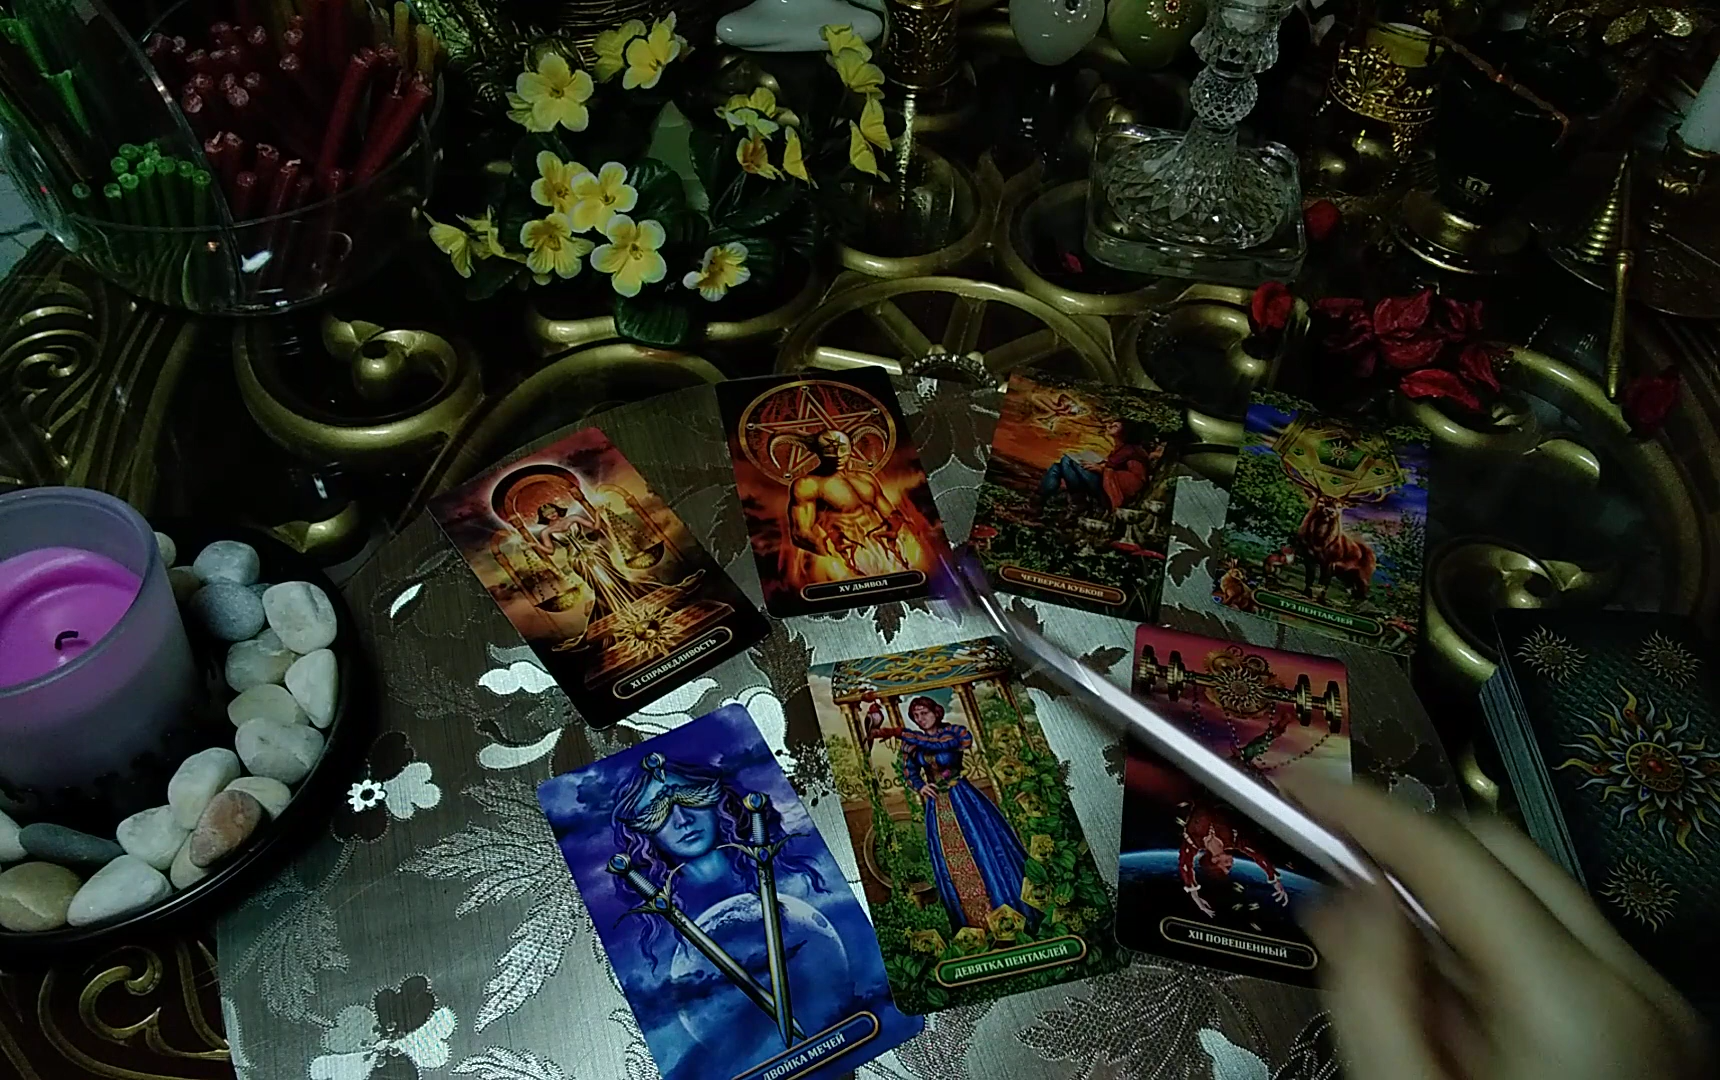 XV ДЬЯВОЛ
ЧЕТВЕРКА КУБКОВ
ТУЗ ПЕНТАКЛЕЙ
XI СПРАВЕДЛИВОСТЬ
ДВОЙКА МЕЧЕЙ
ДЕВЯТКА ПЕНТАКЛЕЙ
XII ПОВЕШЕННЫЙ